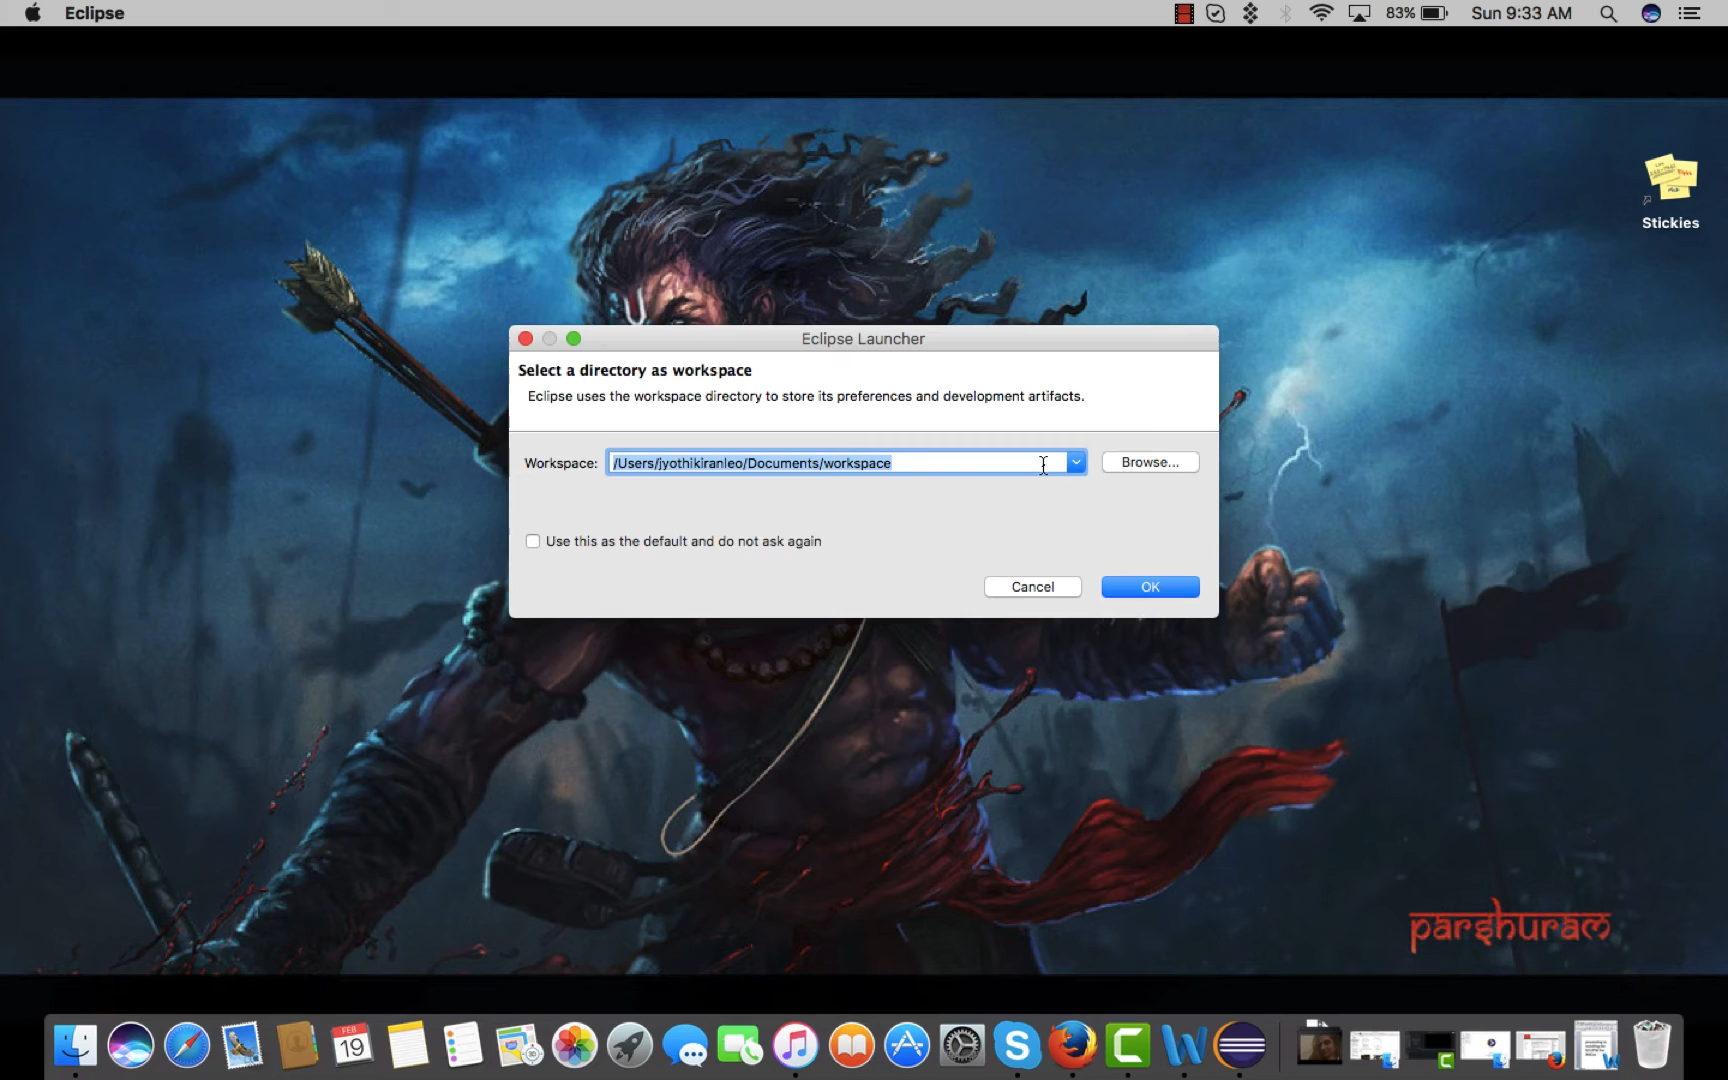 Eclipse
83%
Sun 9:33 AM
Stickies
Eclipse Launcher
Select a directory as workspace
Eclipse uses the workspace directory to store its preferences and development artifacts.
Workspace: /Users/jyothikiranleo/Documents/workspace
Browse...
Use this as the default and do not ask again
Cancel
OK
parshuram
FEB
19